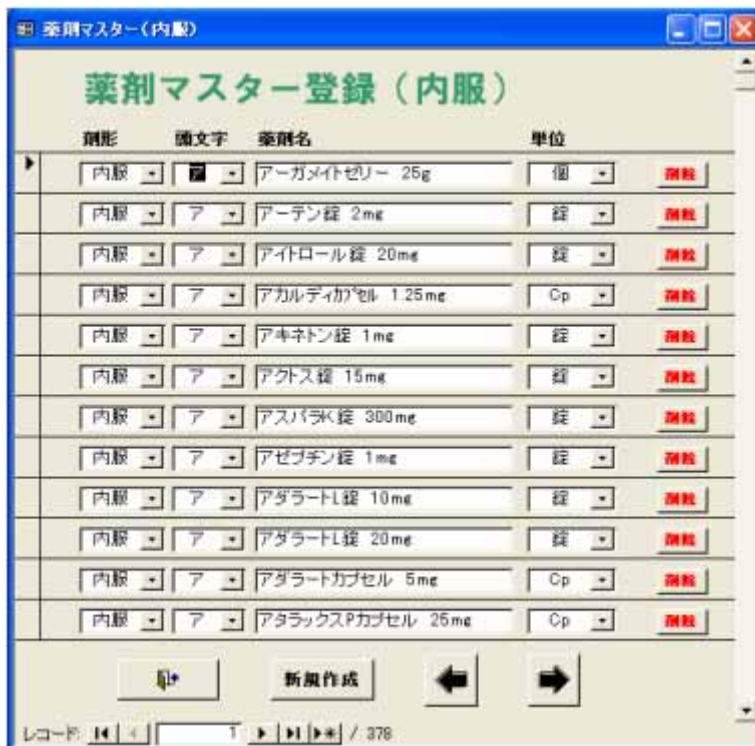 薬剤マスター(内服)
薬剤マスター登録(内服)
剤形 頭文字 薬剤名 単位
内服 ア アーガメイトゼリー 25g 個 削除
内服 ア アーテン錠 2mg 錠 削除
内服 ア アイトロール錠 20mg 錠 削除
内服 ア アカルディカプセル 1.25mg Cp 削除
内服 ア アキネトン錠 1mg 錠 削除
内服 ア アクトス錠 15mg 錠 削除
内服 ア アスパラK錠 300mg 錠 削除
内服 ア アゼプチン錠 1mg 錠 削除
内服 ア アダラートL錠 10mg 錠 削除
内服 ア アダラートL錠 20mg 錠 削除
内服 ア アダラートカプセル 5mg Cp 削除
内服 ア アタラックスPカプセル 25mg Cp 削除
新規作成
レコード: 1 / 378